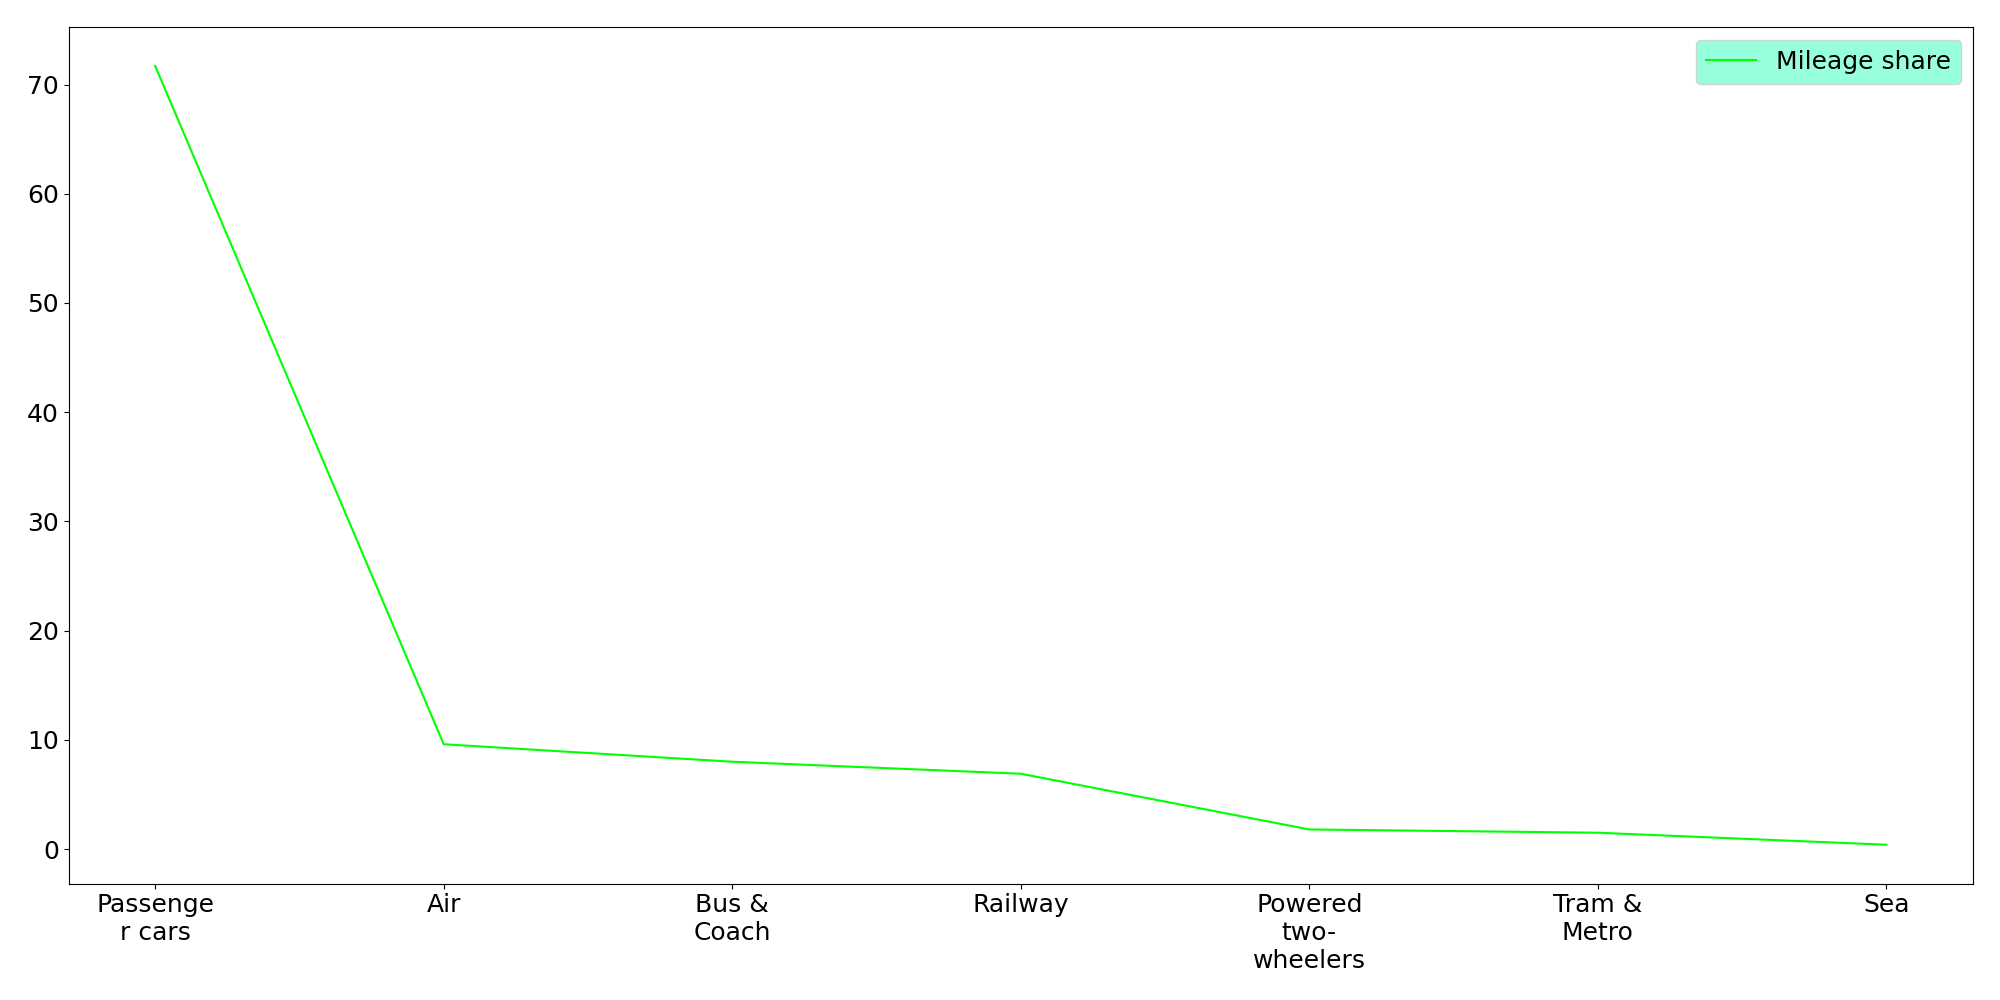 Mileage share
70
60
50
40
30
20
10
0
Passenge
r cars
Air
Bus &
Coach
Railway
Powered
two-
wheelers
Tram &
Metro
Sea